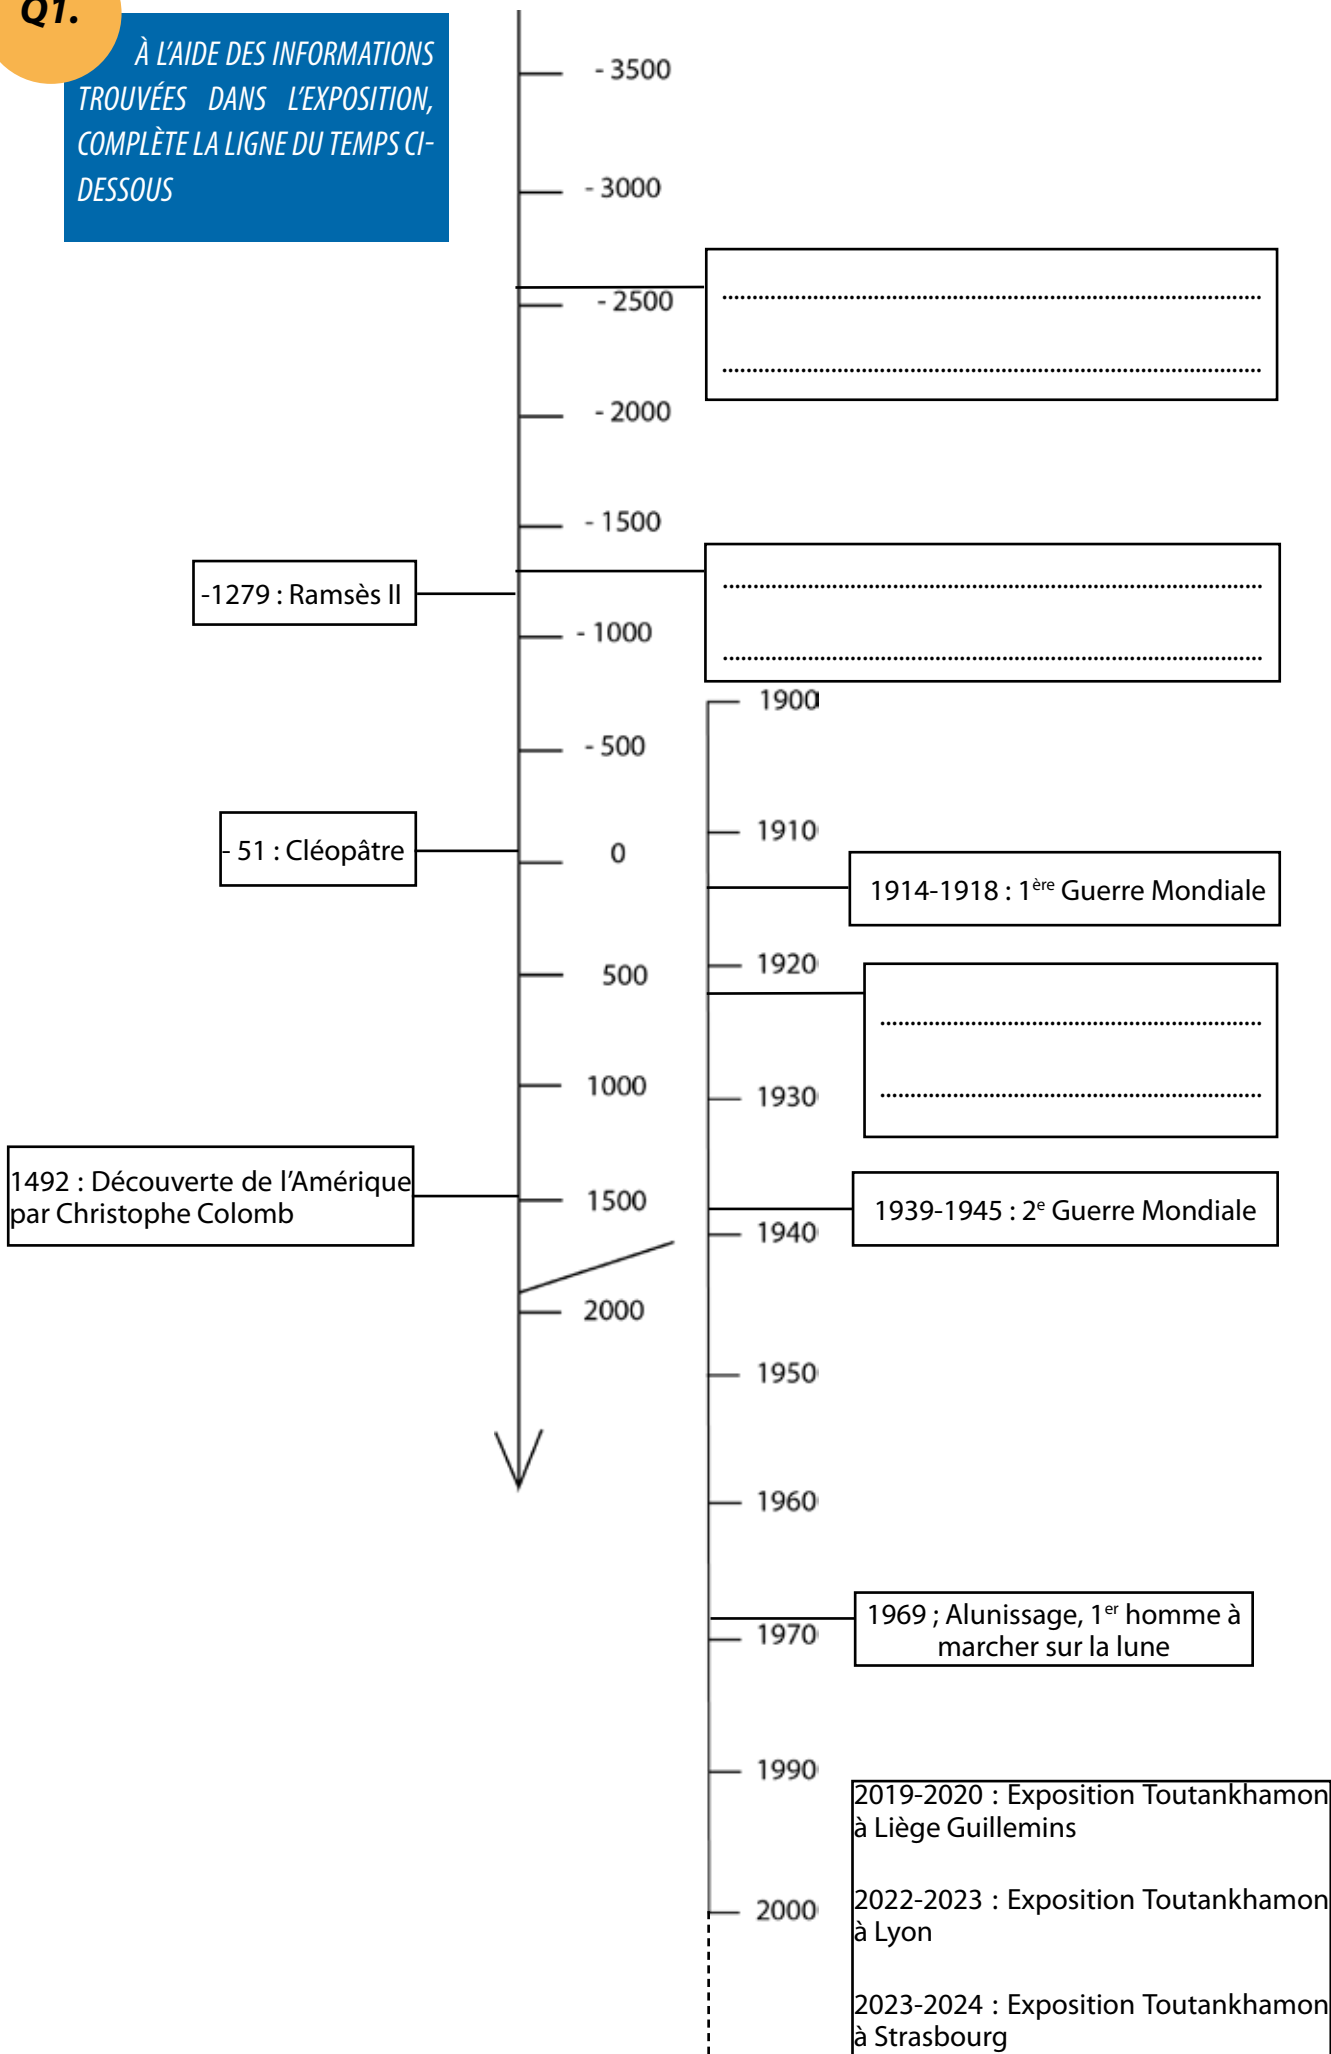 Q1.
À L'AIDE DES INFORMATIONS
TROUVÉES DANS L'EXPOSITION,
COMPLÈTE LA LIGNE DU TEMPS CI-
DESSOUS
- 3500
- 3000
- 2500
................................................................................
................................................................................
- 2000
- 1500
-1279 : Ramsès II
................................................................................
................................................................................
- 1000
- 500
- 51 : Cléopâtre
0
500
1000
1492 : Découverte de l'Amérique
par Christophe Colomb
1500
2000
1900
1910
1914-1918 : 1ère Guerre Mondiale
1920
................................................................
................................................................
1930
1939-1945 : 2e Guerre Mondiale
1940
1950
1960
1969 ; Alunissage, 1er homme à
marcher sur la lune
1970
1990
2019-2020 : Exposition Toutankhamon
à Liège Guillemins
2000
2022-2023 : Exposition Toutankhamon
à Lyon
2023-2024 : Exposition Toutankhamon
à Strasbourg